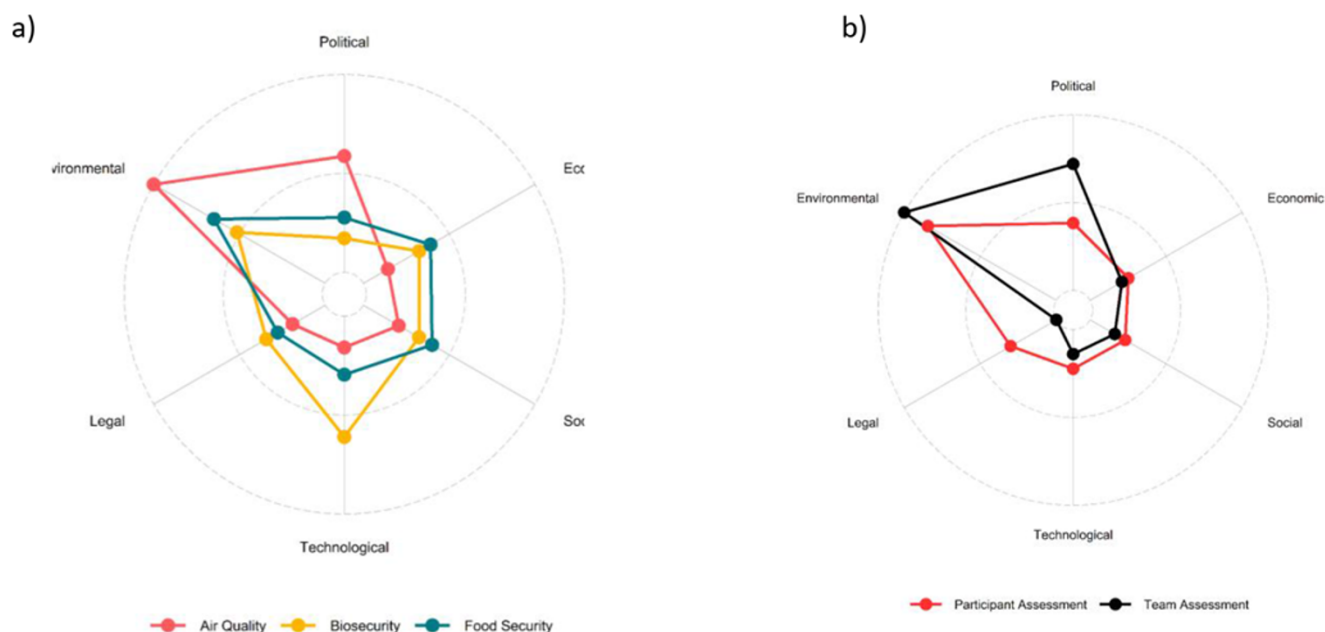 a)
Political
vironmental
Ecc
Legal
Soc
Technological
Air Quality Biosecurity Food Security
b)
Political
Environmental
Economic
Legal
Social
Technological
Participant Assessment Team Assessment